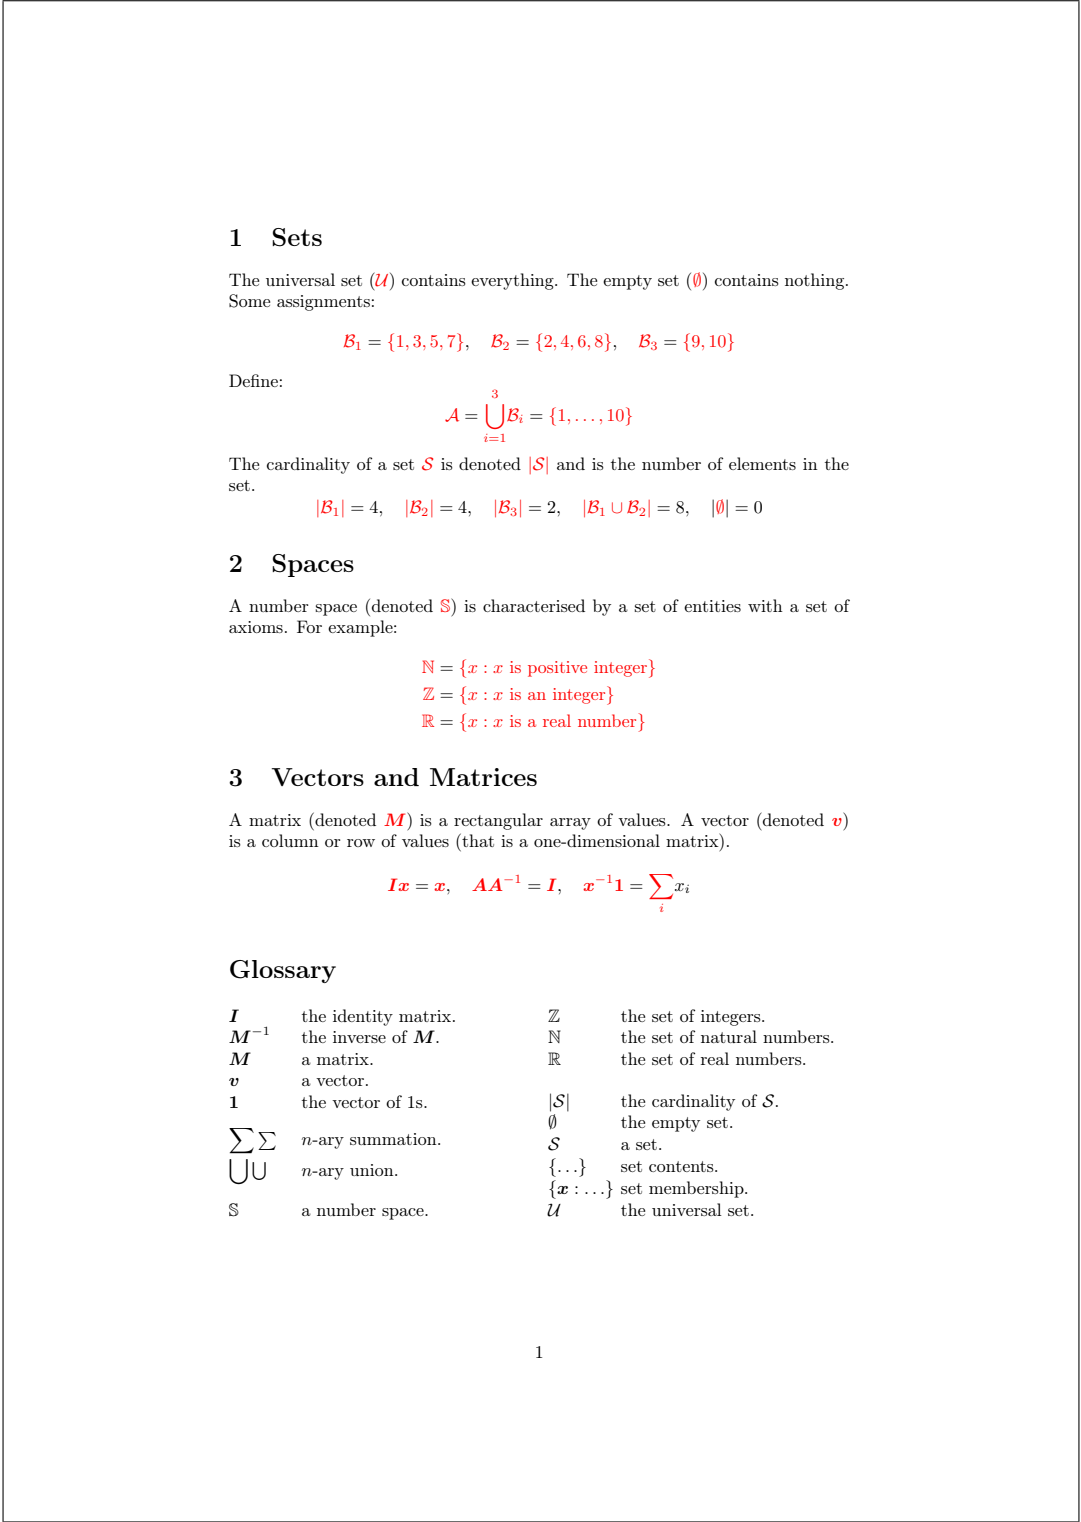 1 Sets
The universal set (𝒰) contains everything. The empty set (∅) contains nothing.
Some assignments:
ℬ₁ = {1, 3, 5, 7}, ℬ₂ = {2, 4, 6, 8}, ℬ₃ = {9, 10}
Define:
𝒜 = ⋃_{i=1}^{3} ℬᵢ = {1, . . . , 10}
The cardinality of a set 𝒮 is denoted |𝒮| and is the number of elements in the
set.
|ℬ₁| = 4, |ℬ₂| = 4, |ℬ₃| = 2, |ℬ₁ ∪ ℬ₂| = 8, |∅| = 0
2 Spaces
A number space (denoted 𝕊) is characterised by a set of entities with a set of
axioms. For example:
ℕ = {x : x is positive integer}
ℤ = {x : x is an integer}
ℝ = {x : x is a real number}
3 Vectors and Matrices
A matrix (denoted 𝑴) is a rectangular array of values. A vector (denoted 𝒗)
is a column or row of values (that is a one-dimensional matrix).
𝑰𝒙 = 𝒙, 𝑨𝑨⁻¹ = 𝑰, 𝒙⁻¹𝟏 = ∑_{i} xᵢ
Glossary
𝑰 the identity matrix.
𝑴⁻¹ the inverse of 𝑴.
𝑴 a matrix.
𝒗 a vector.
𝟏 the vector of 1s.
∑∑ n-ary summation.
⋃⋃ n-ary union.
𝕊 a number space.
ℤ the set of integers.
ℕ the set of natural numbers.
ℝ the set of real numbers.
|𝒮| the cardinality of 𝒮.
∅ the empty set.
𝒮 a set.
{. . .} set contents.
{𝒙 : . . .} set membership.
𝒰 the universal set.
1